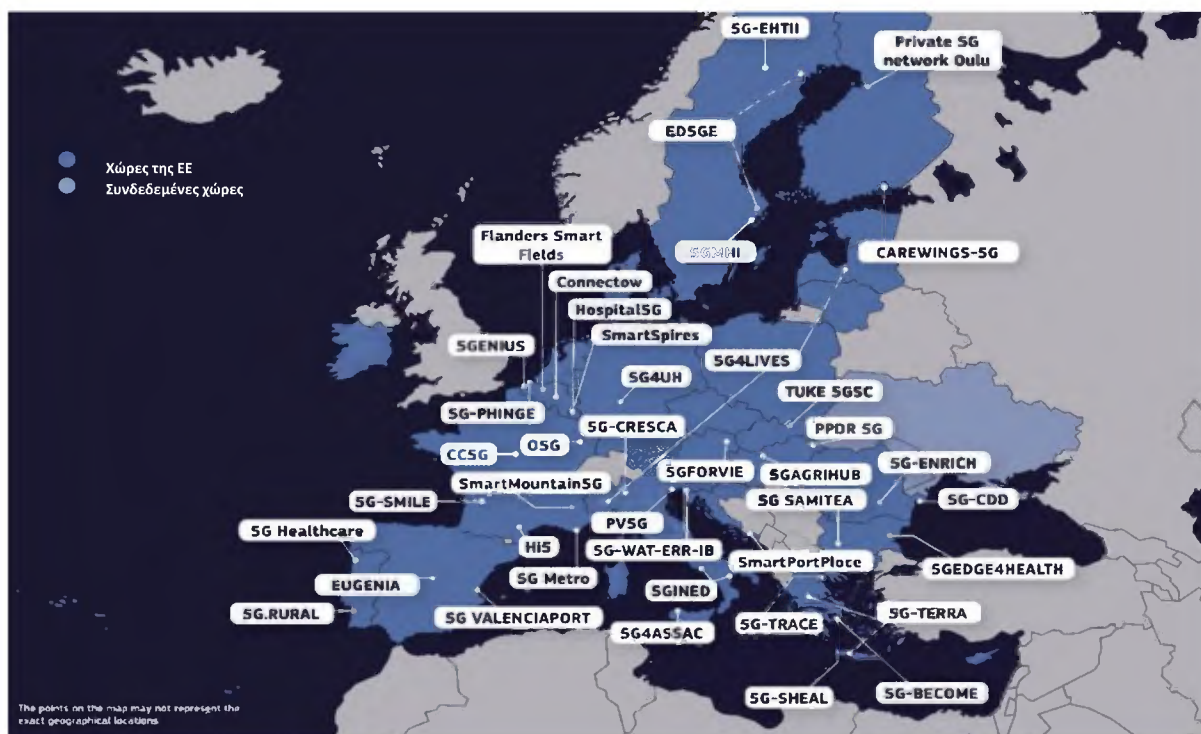 5G-EHTII
Private 5G
network Oulu
ED5GE
Χώρες της ΕΕ
Συνδεδεμένες χώρες
Flanders Smart
Fields
5GMHI
CAREWINGS-5G
Connectow
Hospital5G
SmartSpires
5GENIUS
5G4LIVES
5G4UH
TUKE 5GSC
5G-PHINGE
5G-CRESCA
PPDR 5G
O5G
CC5G
5GFORVIE
5GAGRIHUB
5G-ENRICH
SmartMountain5G
5G-SMILE
5G SAMITEA
5G-CDD
PV5G
5G Healthcare
Hi5
5G-WAT-ERR-IB
SmartPortPloce
5GEDGE4HEALTH
EUGENIA
5G Metro
5GINED
5G.RURAL
5G VALENCIAPORT
5G-TERRA
5G4ASSAC
5G-TRACE
5G-SHEAL
5G-BECOME
The points on the map may not represent the
exact geographical locations